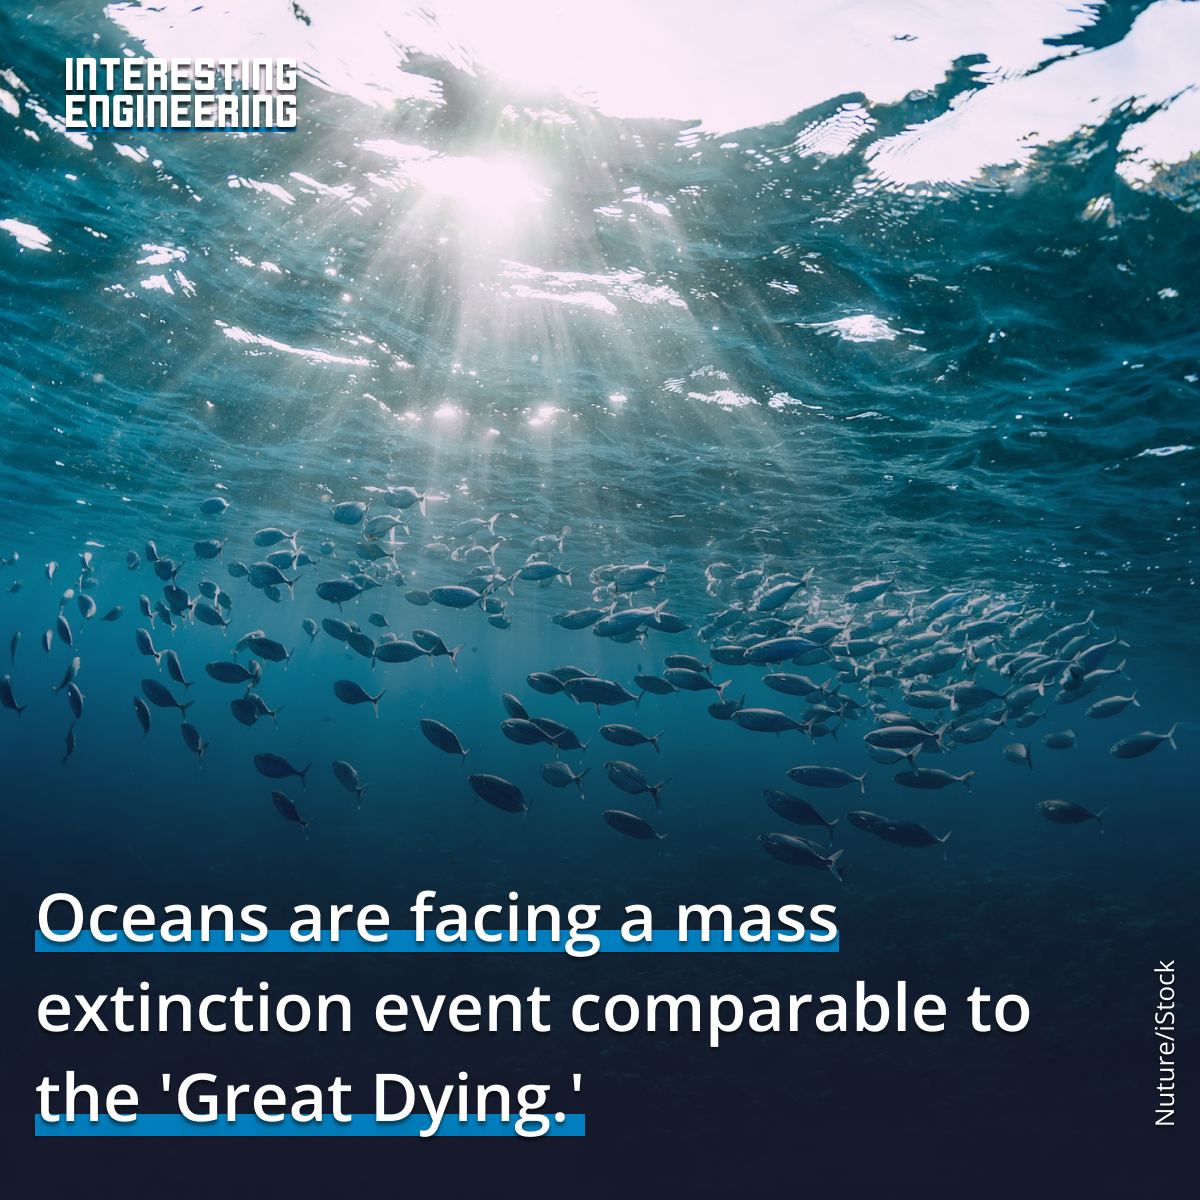 INTERESTING
ENGINEERING
Oceans are facing a mass
extinction event comparable to
the 'Great Dying.'
Nuture/iStock